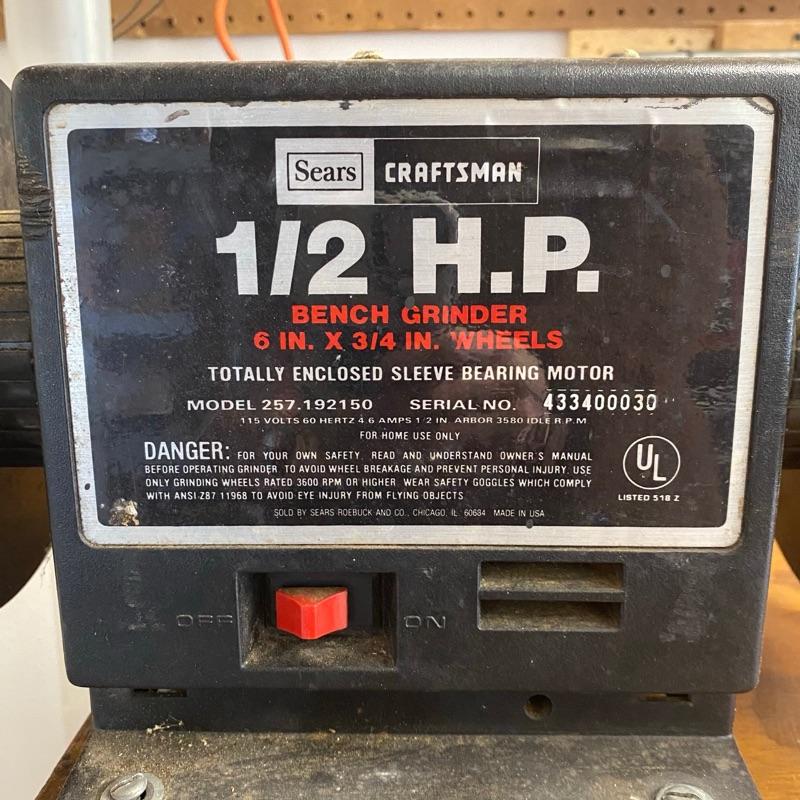 Sears CRAFTSMAN
1/2 H.P.
BENCH GRINDER
6 IN. X 3/4 IN. WHEELS
TOTALLY ENCLOSED SLEEVE BEARING MOTOR
MODEL 257.192150 SERIAL NO. 433400030
115 VOLTS 60 HERTZ 4.6 AMPS 1/2 IN. ARBOR 3580 IDLE R.P.M
FOR HOME USE ONLY
DANGER: FOR YOUR OWN SAFETY, READ AND UNDERSTAND OWNER'S MANUAL
BEFORE OPERATING GRINDER. TO AVOID WHEEL BREAKAGE AND PREVENT PERSONAL INJURY. USE
ONLY GRINDING WHEELS RATED 3600 RPM OR HIGHER. WEAR SAFETY GOGGLES WHICH COMPLY
WITH ANSI-Z87 11968 TO AVOID EYE INJURY FROM FLYING OBJECTS
UL
LISTED 518 Z
SOLD BY SEARS ROEBUCK AND CO., CHICAGO, IL. 60684 MADE IN USA
OFF ON